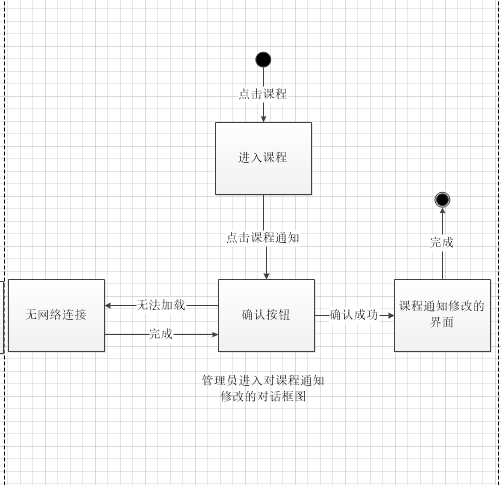 点击课程
进入课程
点击课程通知
完成
无网络连接
无法加载
完成
确认按钮
确认成功
课程通知修改的
界面
管理员进入对课程通知
修改的对话框图